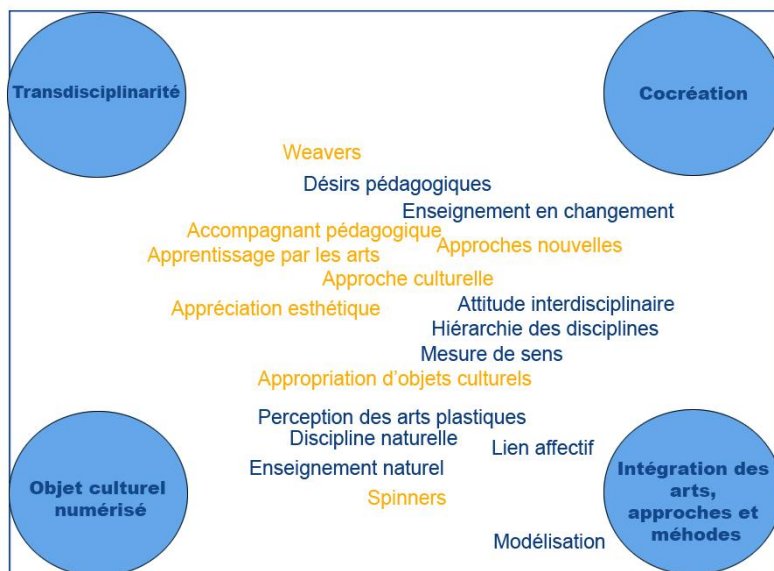 Transdisciplinarité
Cocréation
Weavers
Désirs pédagogiques
Enseignement en changement
Accompagnant pédagogique
Approches nouvelles
Apprentissage par les arts
Approche culturelle
Appréciation esthétique
Attitude interdisciplinaire
Hiérarchie des disciplines
Mesure de sens
Appropriation d'objets culturels
Perception des arts plastiques
Discipline naturelle
Lien affectif
Enseignement naturel
Spinners
Modélisation
Objet culturel
numérisé
Intégration des
arts,
approches et
méhodes